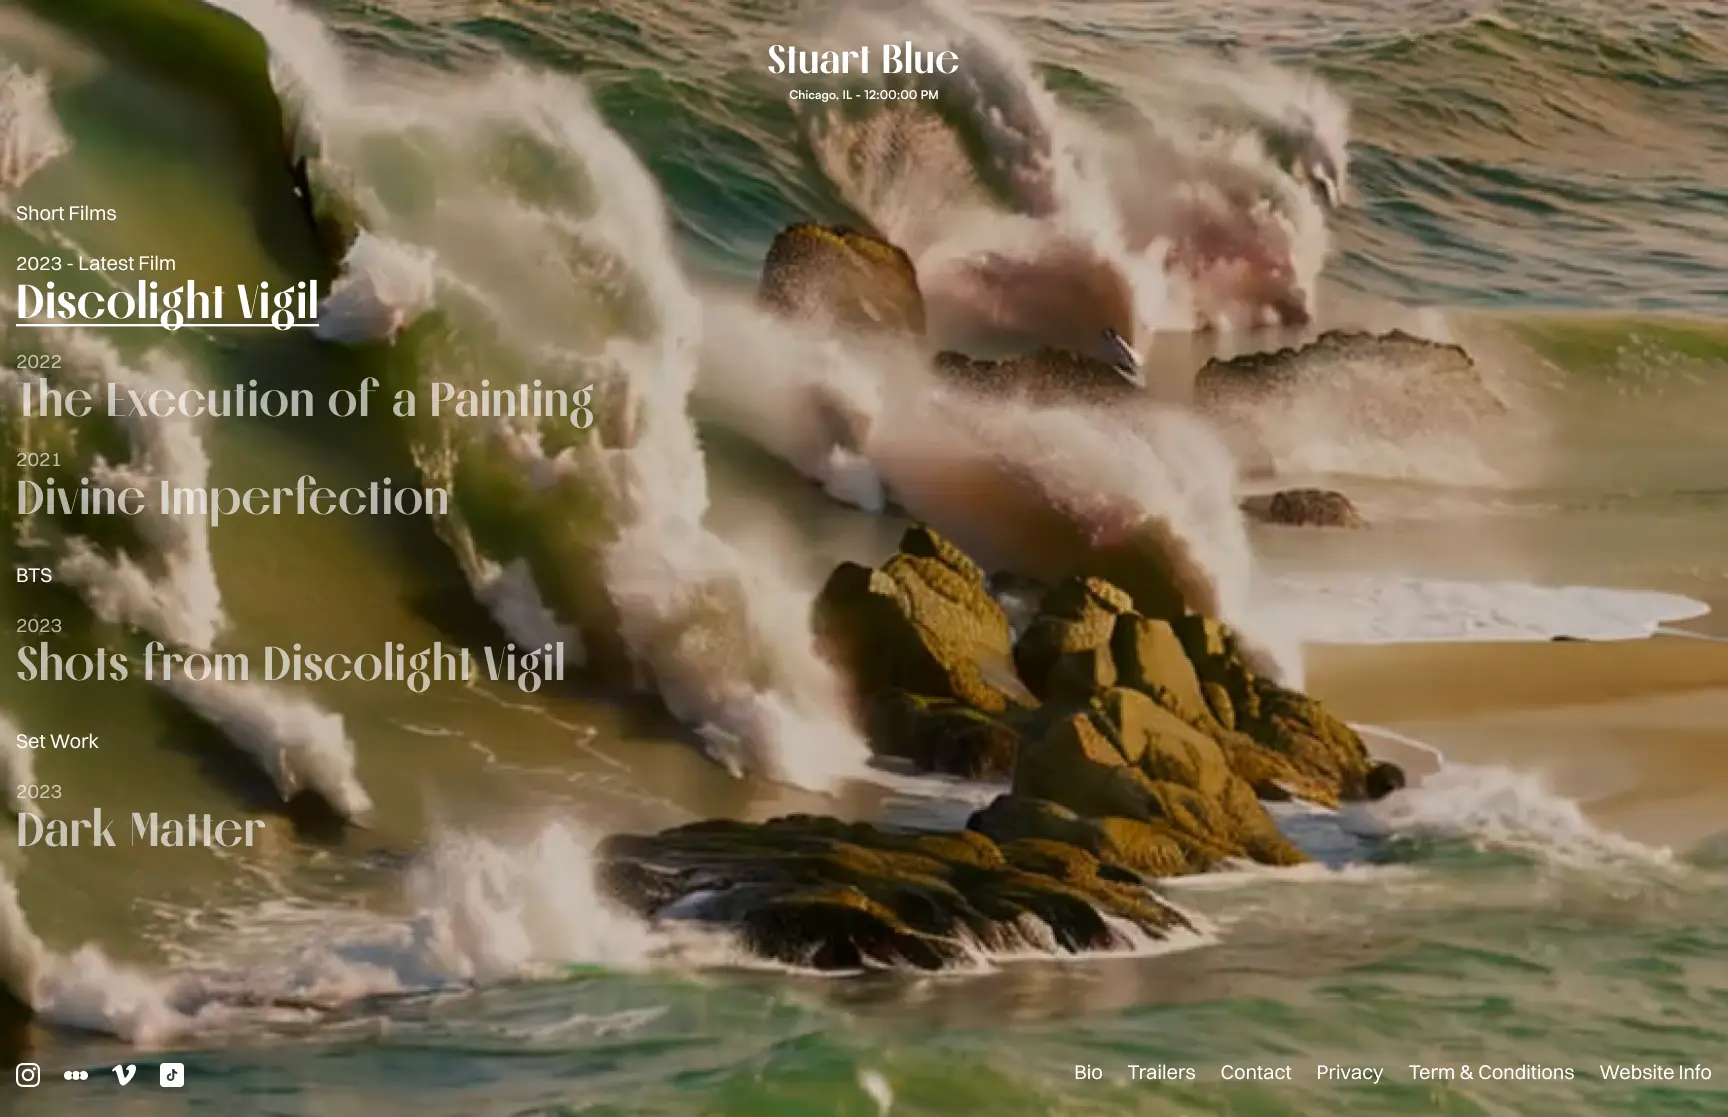 Stuart Blue
Chicago, IL - 12:00:00 PM
Short Films
2023 - Latest Film
Discolight Vigil
2022
The Execution of a Painting
2021
Divine Imperfection
BTS
2023
Shots from Discolight Vigil
Set Work
2023
Dark Matter
Bio Trailers Contact Privacy Term & Conditions Website Info